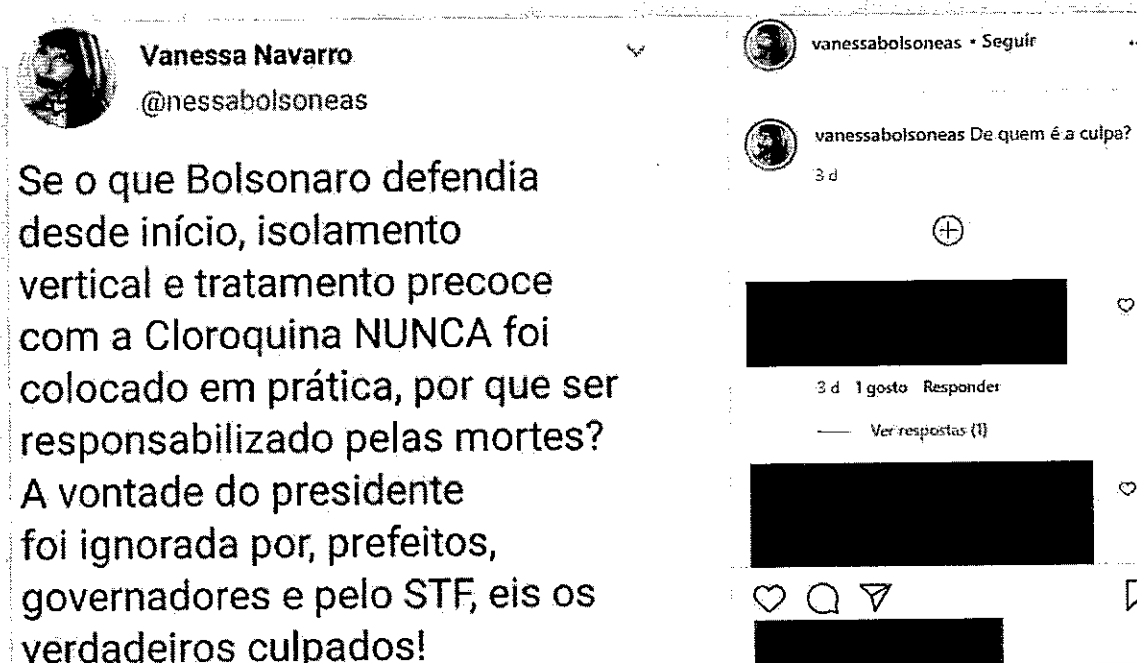 Vanessa Navarro
@nessabolsoneas
Se o que Bolsonaro defendia
desde início, isolamento
vertical e tratamento precoce
com a Cloroquina NUNCA foi
colocado em prática, por que ser
responsabilizado pelas mortes?
A vontade do presidente
foi ignorada por, prefeitos,
governadores e pelo STF, eis os
verdadeiros culpados!
vanessabolsoneas • Seguir
vanessabolsoneas De quem é a culpa?
3 d
3 d 1 gosto Responder
Ver respostas (1)